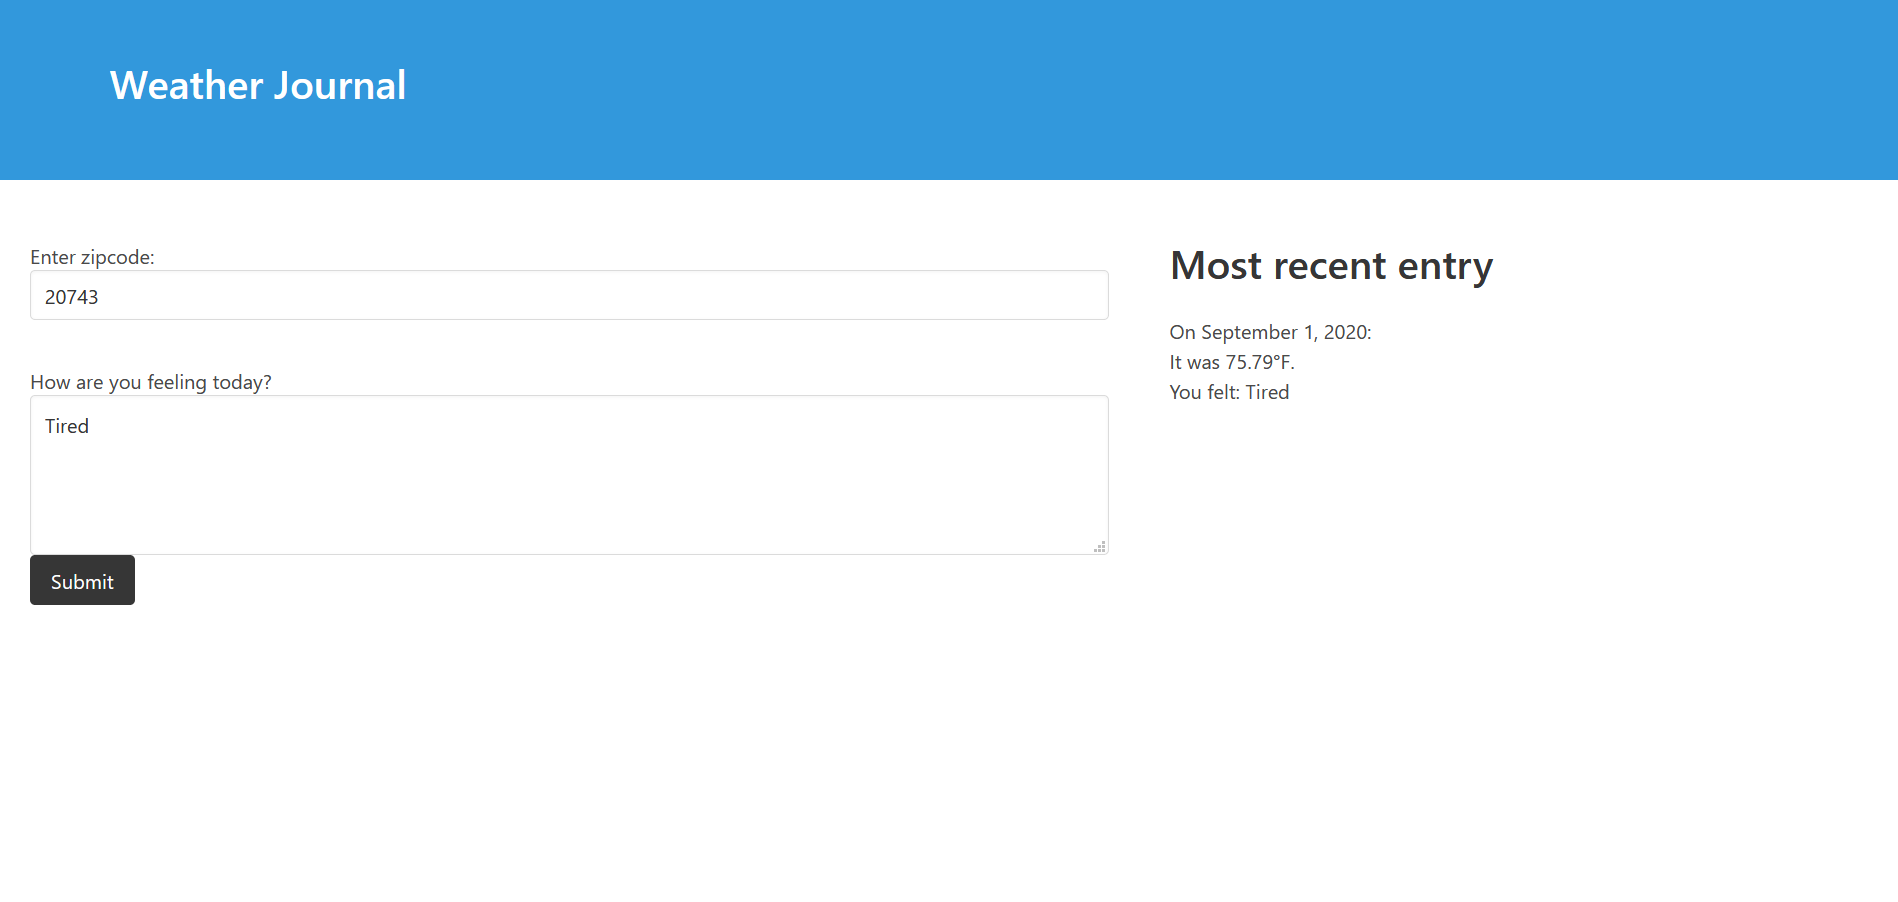 Weather Journal
Enter zipcode:
20743
How are you feeling today?
Tired
Submit
Most recent entry
On September 1, 2020:
It was 75.79°F.
You felt: Tired